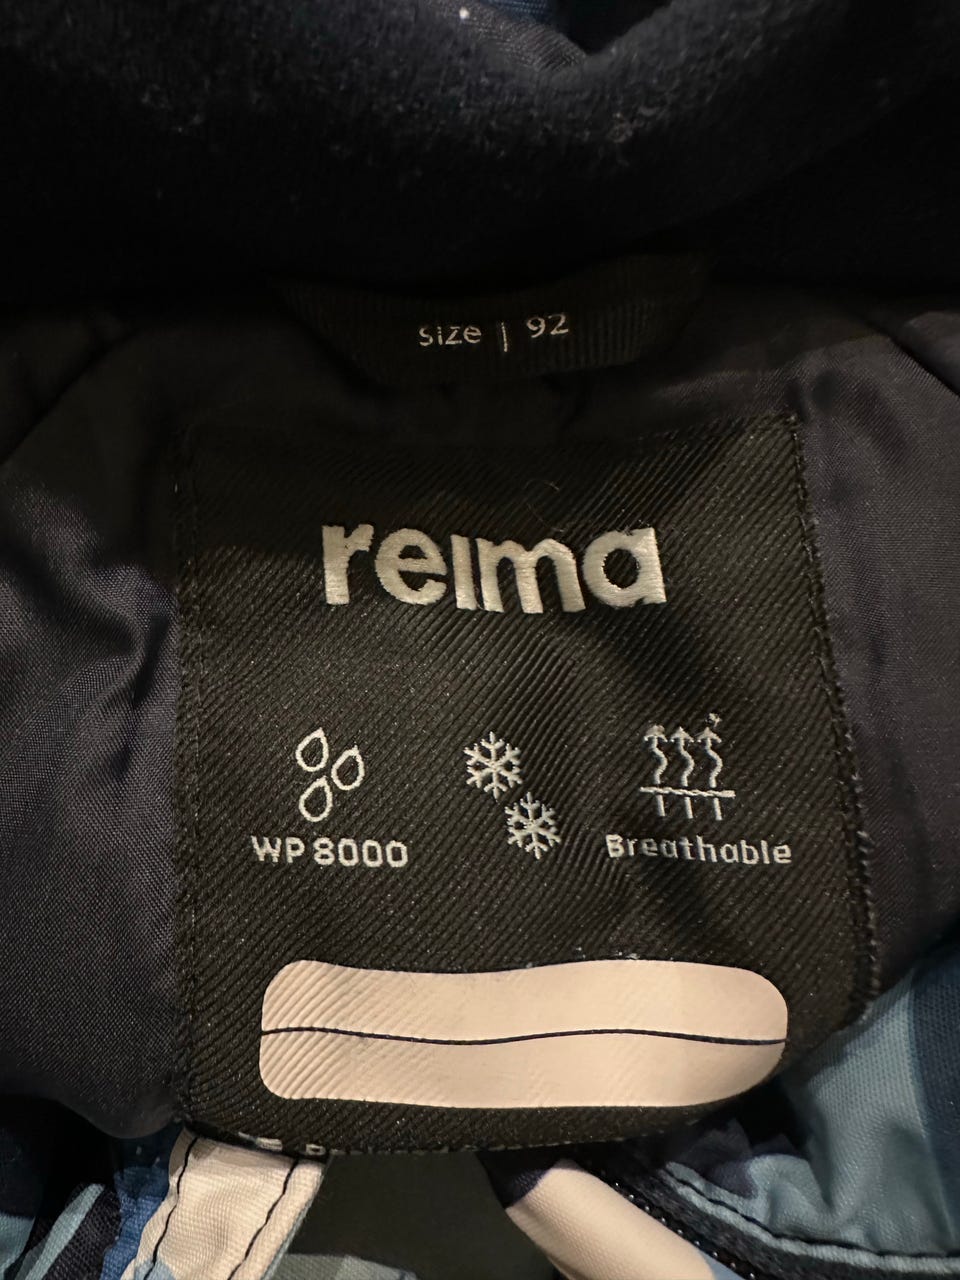 Size | 92
reima
WP 8000
Breathable